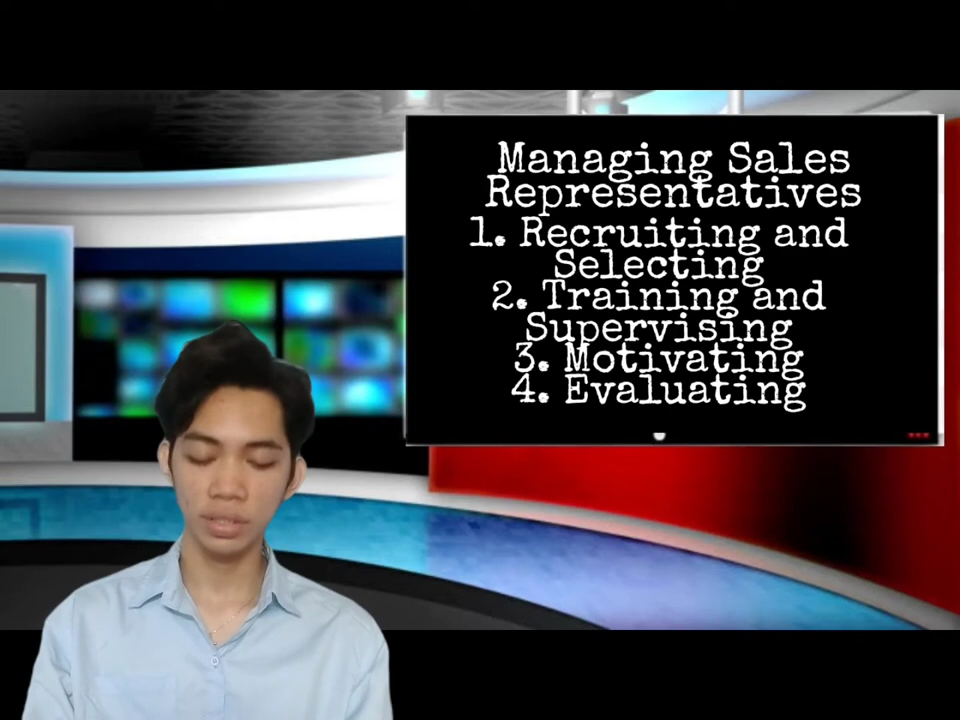 Managing Sales
Representatives
1. Recruiting and
Selecting
2. Training and
Supervising
3. Motivating
4. Evaluating